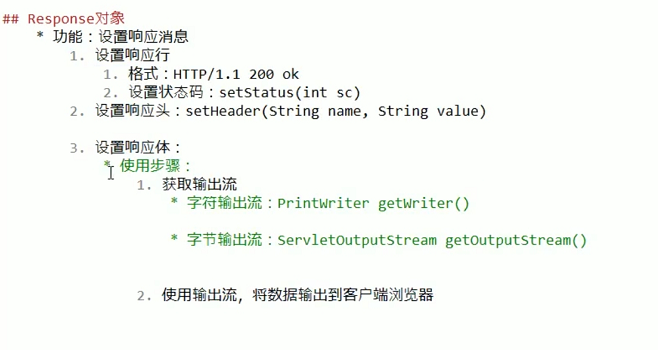 ## Response对象
* 功能：设置响应消息
1. 设置响应行
1. 格式：HTTP/1.1 200 ok
2. 设置状态码：setStatus(int sc)
2. 设置响应头：setHeader(String name, String value)
3. 设置响应体：
* 使用步骤：
1. 获取输出流
* 字符输出流：PrintWriter getWriter()
* 字节输出流：ServletOutputStream getOutputStream()
2. 使用输出流，将数据输出到客户端浏览器